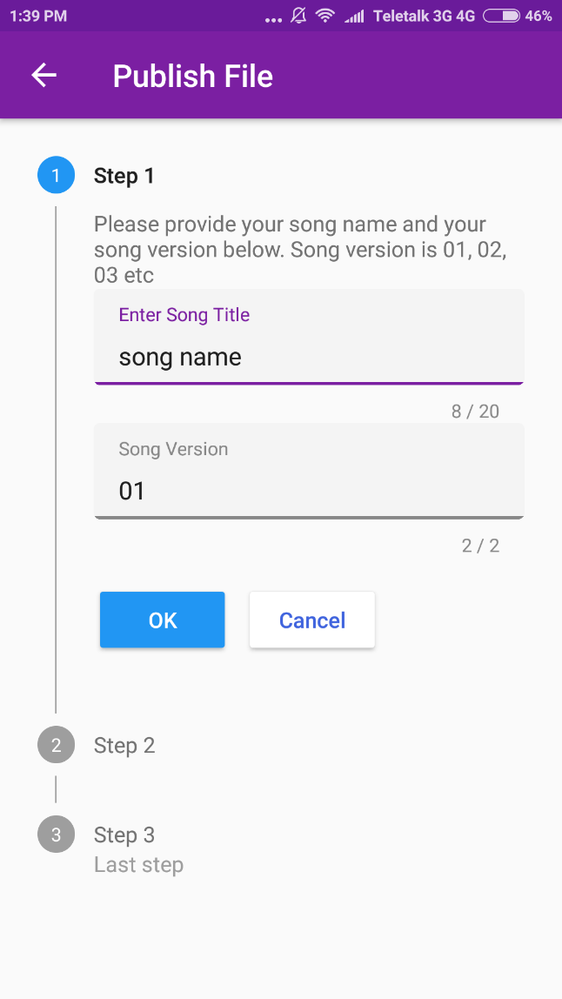 1:39 PM ... Teletalk 3G 4G 46%
Publish File
1 Step 1
Please provide your song name and your
song version below. Song version is 01, 02,
03 etc
Enter Song Title
song name
8 / 20
Song Version
01
2 / 2
OK Cancel
2 Step 2
3 Step 3
Last step